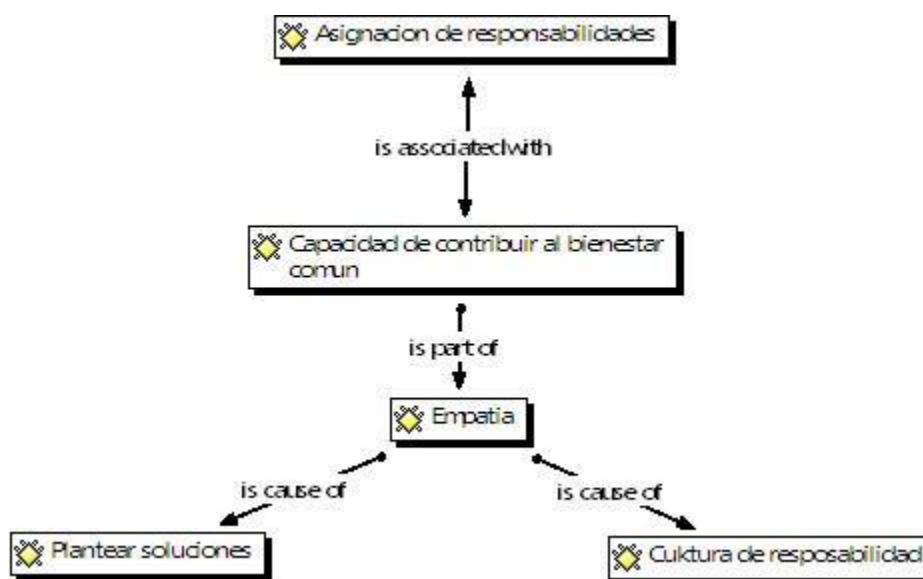 Asignacion de responsabilidades
is associated with
Capacidad de contribuir al bienestar
comun
is part of
Empatia
is cause of
is cause of
Plantear soluciones
Cuktura de resposabilidad